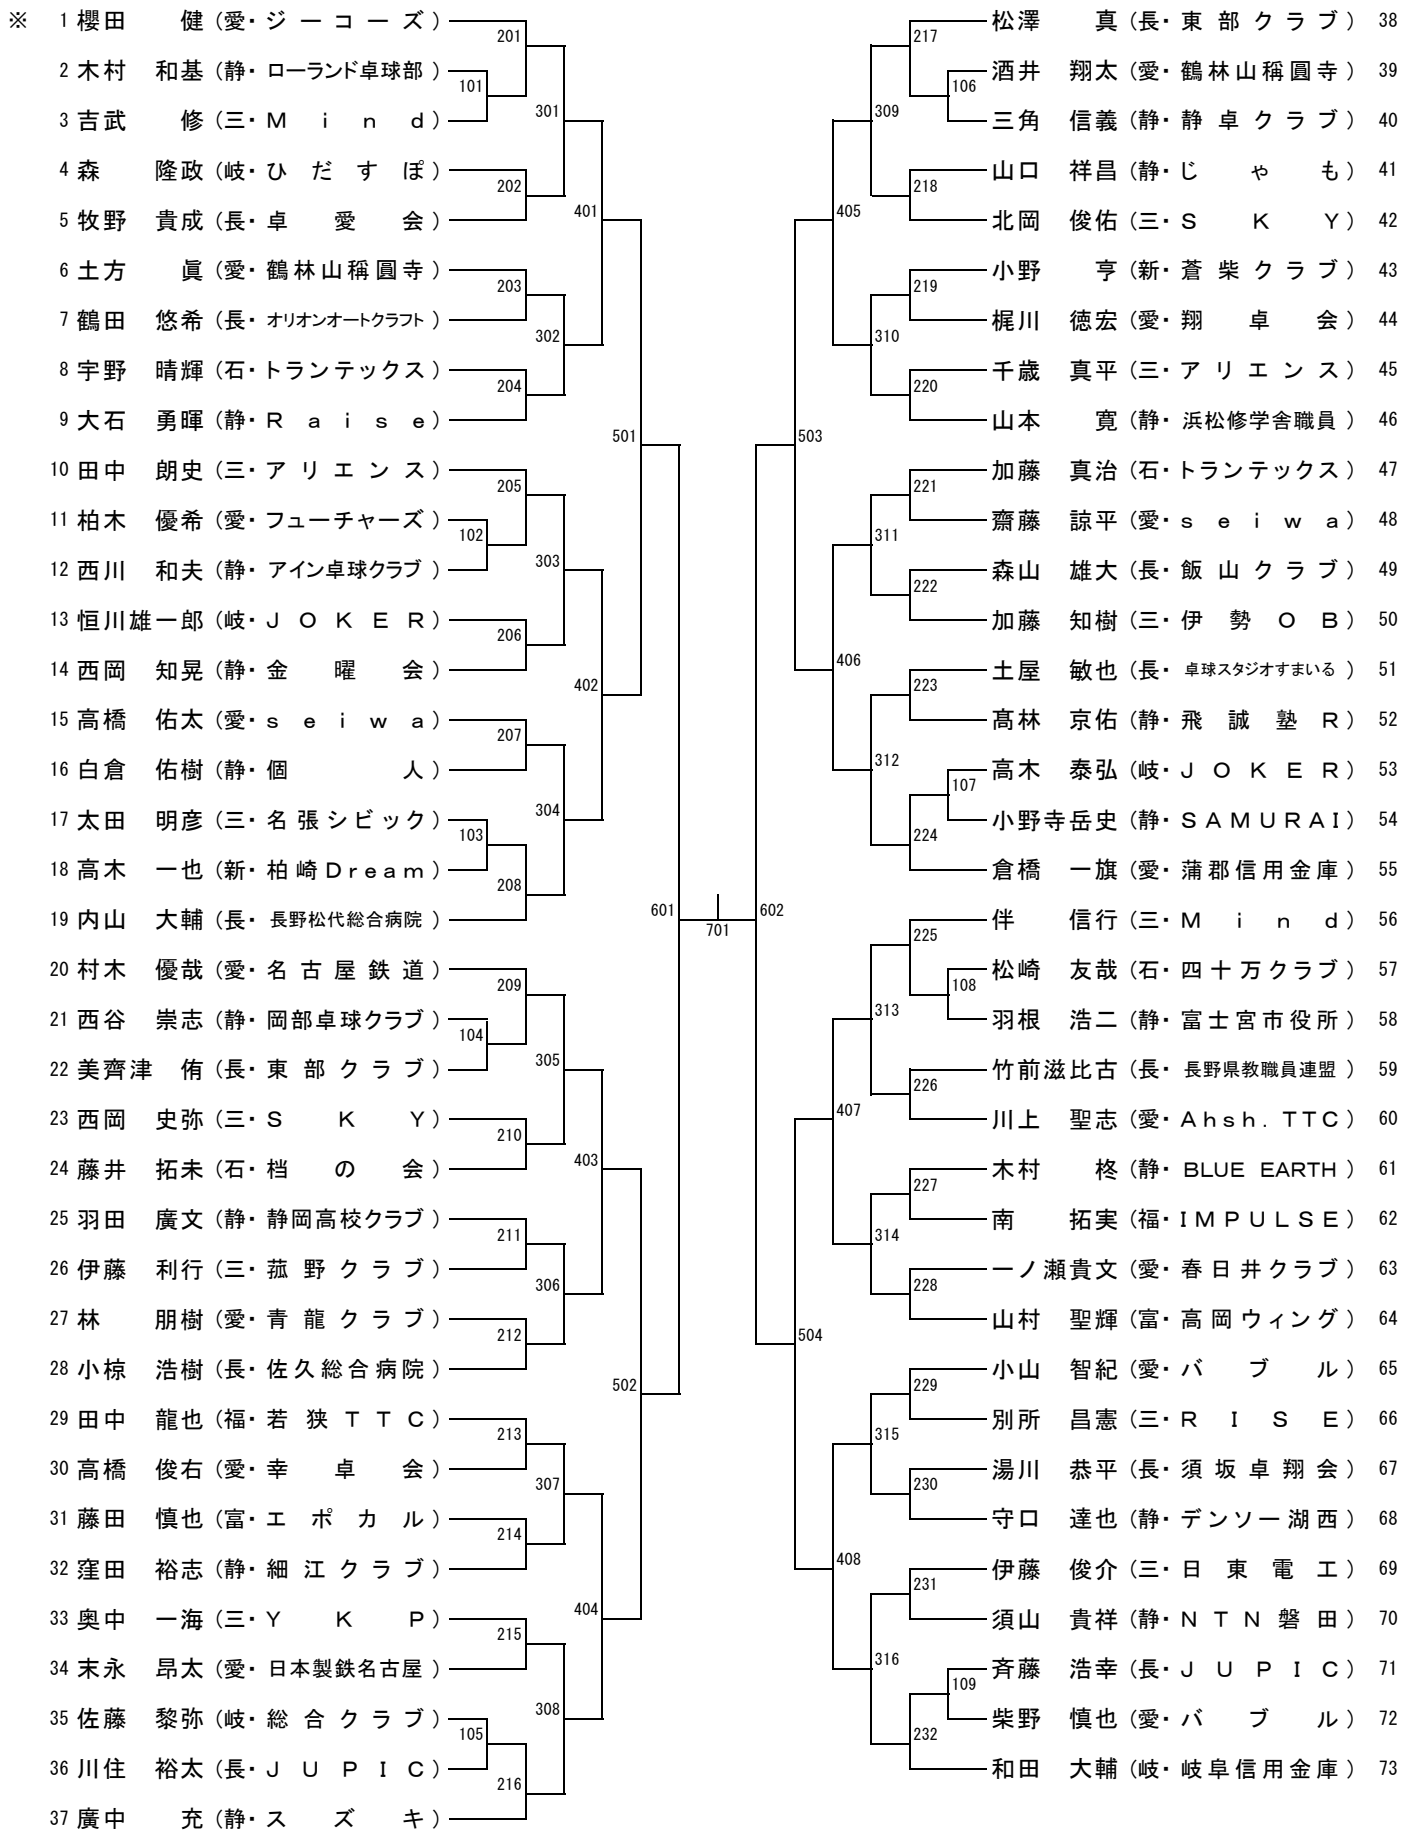 ※ 1 櫻田 健 (愛・ジーコーズ)
2 木村 和基 (静・ローランド卓球部)
3 吉武 修 (三・Mind)
4 森 隆政 (岐・ひだすぽ)
5 牧野 貴成 (長・卓愛会)
6 土方 眞 (愛・鶴林山稱圓寺)
7 鶴田 悠希 (長・オリオンオートクラフト)
8 宇野 晴輝 (石・トランテックス)
9 大石 勇暉 (静・Raise)
10 田中 朗史 (三・アリエンス)
11 柏木 優希 (愛・フューチャーズ)
12 西川 和夫 (静・アイン卓球クラブ)
13 恒川雄一郎 (岐・JOKER)
14 西岡 知晃 (静・金曜会)
15 高橋 佑太 (愛・seiwa)
16 白倉 佑樹 (静・個人)
17 太田 明彦 (三・名張シビック)
18 高木 一也 (新・柏崎Dream)
19 内山 大輔 (長・長野松代総合病院)
20 村木 優哉 (愛・名古屋鉄道)
21 西谷 崇志 (静・岡部卓球クラブ)
22 美齊津 侑 (長・東部クラブ)
23 西岡 史弥 (三・SKY)
24 藤井 拓未 (石・档の会)
25 羽田 廣文 (静・静岡高校クラブ)
26 伊藤 利行 (三・菰野クラブ)
27 林 朋樹 (愛・青龍クラブ)
28 小椋 浩樹 (長・佐久総合病院)
29 田中 龍也 (福・若狭TTC)
30 高橋 俊右 (愛・幸卓会)
31 藤田 慎也 (富・エポカル)
32 窪田 裕志 (静・細江クラブ)
33 奥中 一海 (三・YKP)
34 末永 昂太 (愛・日本製鉄名古屋)
35 佐藤 黎弥 (岐・総合クラブ)
36 川住 裕太 (長・JUPIC)
37 廣中 充 (静・スズキ)
101
102
103
104
105
201
202
203
204
205
206
207
208
209
210
211
212
213
214
215
216
301
302
303
304
305
306
307
308
401
402
403
404
501
502
601
701
602
503
504
405
406
407
408
309
310
311
312
313
314
315
316
217
218
219
220
221
222
223
224
225
226
227
228
229
230
231
232
106
107
108
109
松澤 真 (長・東部クラブ) 38
酒井 翔太 (愛・鶴林山稱圓寺) 39
三角 信義 (静・静卓クラブ) 40
山口 祥昌 (静・じゃも) 41
北岡 俊佑 (三・SKY) 42
小野 亨 (新・蒼柴クラブ) 43
梶川 徳宏 (愛・翔卓会) 44
千歳 真平 (三・アリエンス) 45
山本 寛 (静・浜松修学舎職員) 46
加藤 真治 (石・トランテックス) 47
齋藤 諒平 (愛・seiwa) 48
森山 雄大 (長・飯山クラブ) 49
加藤 知樹 (三・伊勢OB) 50
土屋 敏也 (長・卓球スタジオすまいる) 51
髙林 京佑 (静・飛誠塾R) 52
高木 泰弘 (岐・JOKER) 53
小野寺岳史 (静・SAMURAI) 54
倉橋 一旗 (愛・蒲郡信用金庫) 55
伴 信行 (三・Mind) 56
松崎 友哉 (石・四十万クラブ) 57
羽根 浩二 (静・富士宮市役所) 58
竹前滋比古 (長・長野県教職員連盟) 59
川上 聖志 (愛・Ahsh.TTC) 60
木村 柊 (静・BLUE EARTH) 61
南 拓実 (福・IMPULSE) 62
一ノ瀬貴文 (愛・春日井クラブ) 63
山村 聖輝 (富・高岡ウィング) 64
小山 智紀 (愛・バブル) 65
別所 昌憲 (三・RISE) 66
湯川 恭平 (長・須坂卓翔会) 67
守口 達也 (静・デンソー湖西) 68
伊藤 俊介 (三・日東電工) 69
須山 貴祥 (静・NTN磐田) 70
斉藤 浩幸 (長・JUPIC) 71
柴野 慎也 (愛・バブル) 72
和田 大輔 (岐・岐阜信用金庫) 73